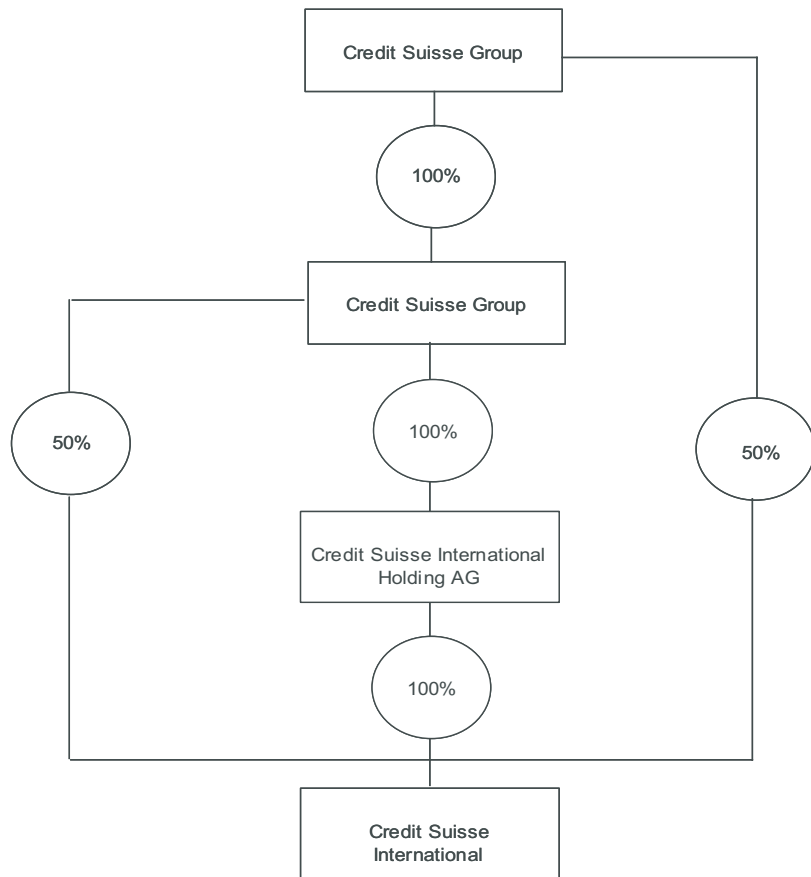 Credit Suisse Group
100%
Credit Suisse Group
50%
100%
50%
Credit Suisse International
Holding AG
100%
Credit Suisse
International